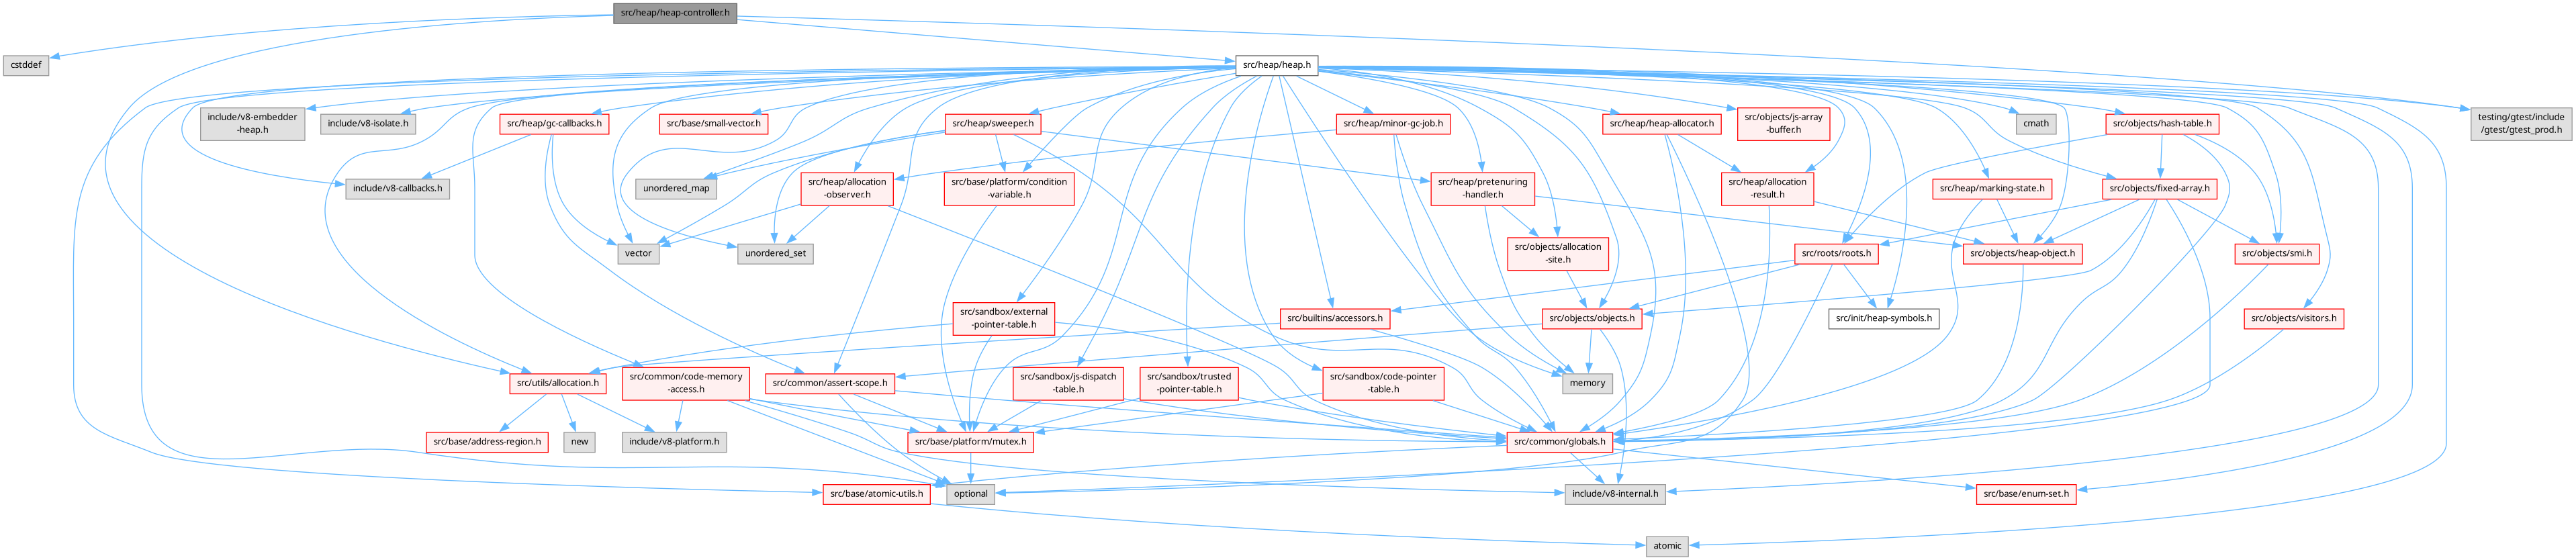 src/heap/heap-controller.h
cstddef
src/heap/heap.h
include/v8-embedder
-heap.h
include/v8-isolate.h
src/heap/gc-callbacks.h
src/base/small-vector.h
src/heap/sweeper.h
src/heap/minor-gc-job.h
src/heap/heap-allocator.h
src/objects/js-array
-buffer.h
cmath
src/objects/hash-table.h
testing/gtest/include
/gtest/gtest_prod.h
include/v8-callbacks.h
unordered_map
src/heap/allocation
-observer.h
src/base/platform/condition
-variable.h
src/heap/pretenuring
-handler.h
src/heap/allocation
-result.h
src/heap/marking-state.h
src/objects/fixed-array.h
vector
unordered_set
src/objects/allocation
-site.h
src/roots/roots.h
src/objects/heap-object.h
src/objects/smi.h
src/sandbox/external
-pointer-table.h
src/builtins/accessors.h
src/objects/objects.h
src/init/heap-symbols.h
src/objects/visitors.h
src/utils/allocation.h
src/common/code-memory
-access.h
src/common/assert-scope.h
src/sandbox/js-dispatch
-table.h
src/sandbox/trusted
-pointer-table.h
src/sandbox/code-pointer
-table.h
memory
src/base/address-region.h
new
include/v8-platform.h
src/base/platform/mutex.h
src/common/globals.h
src/base/atomic-utils.h
optional
include/v8-internal.h
src/base/enum-set.h
atomic